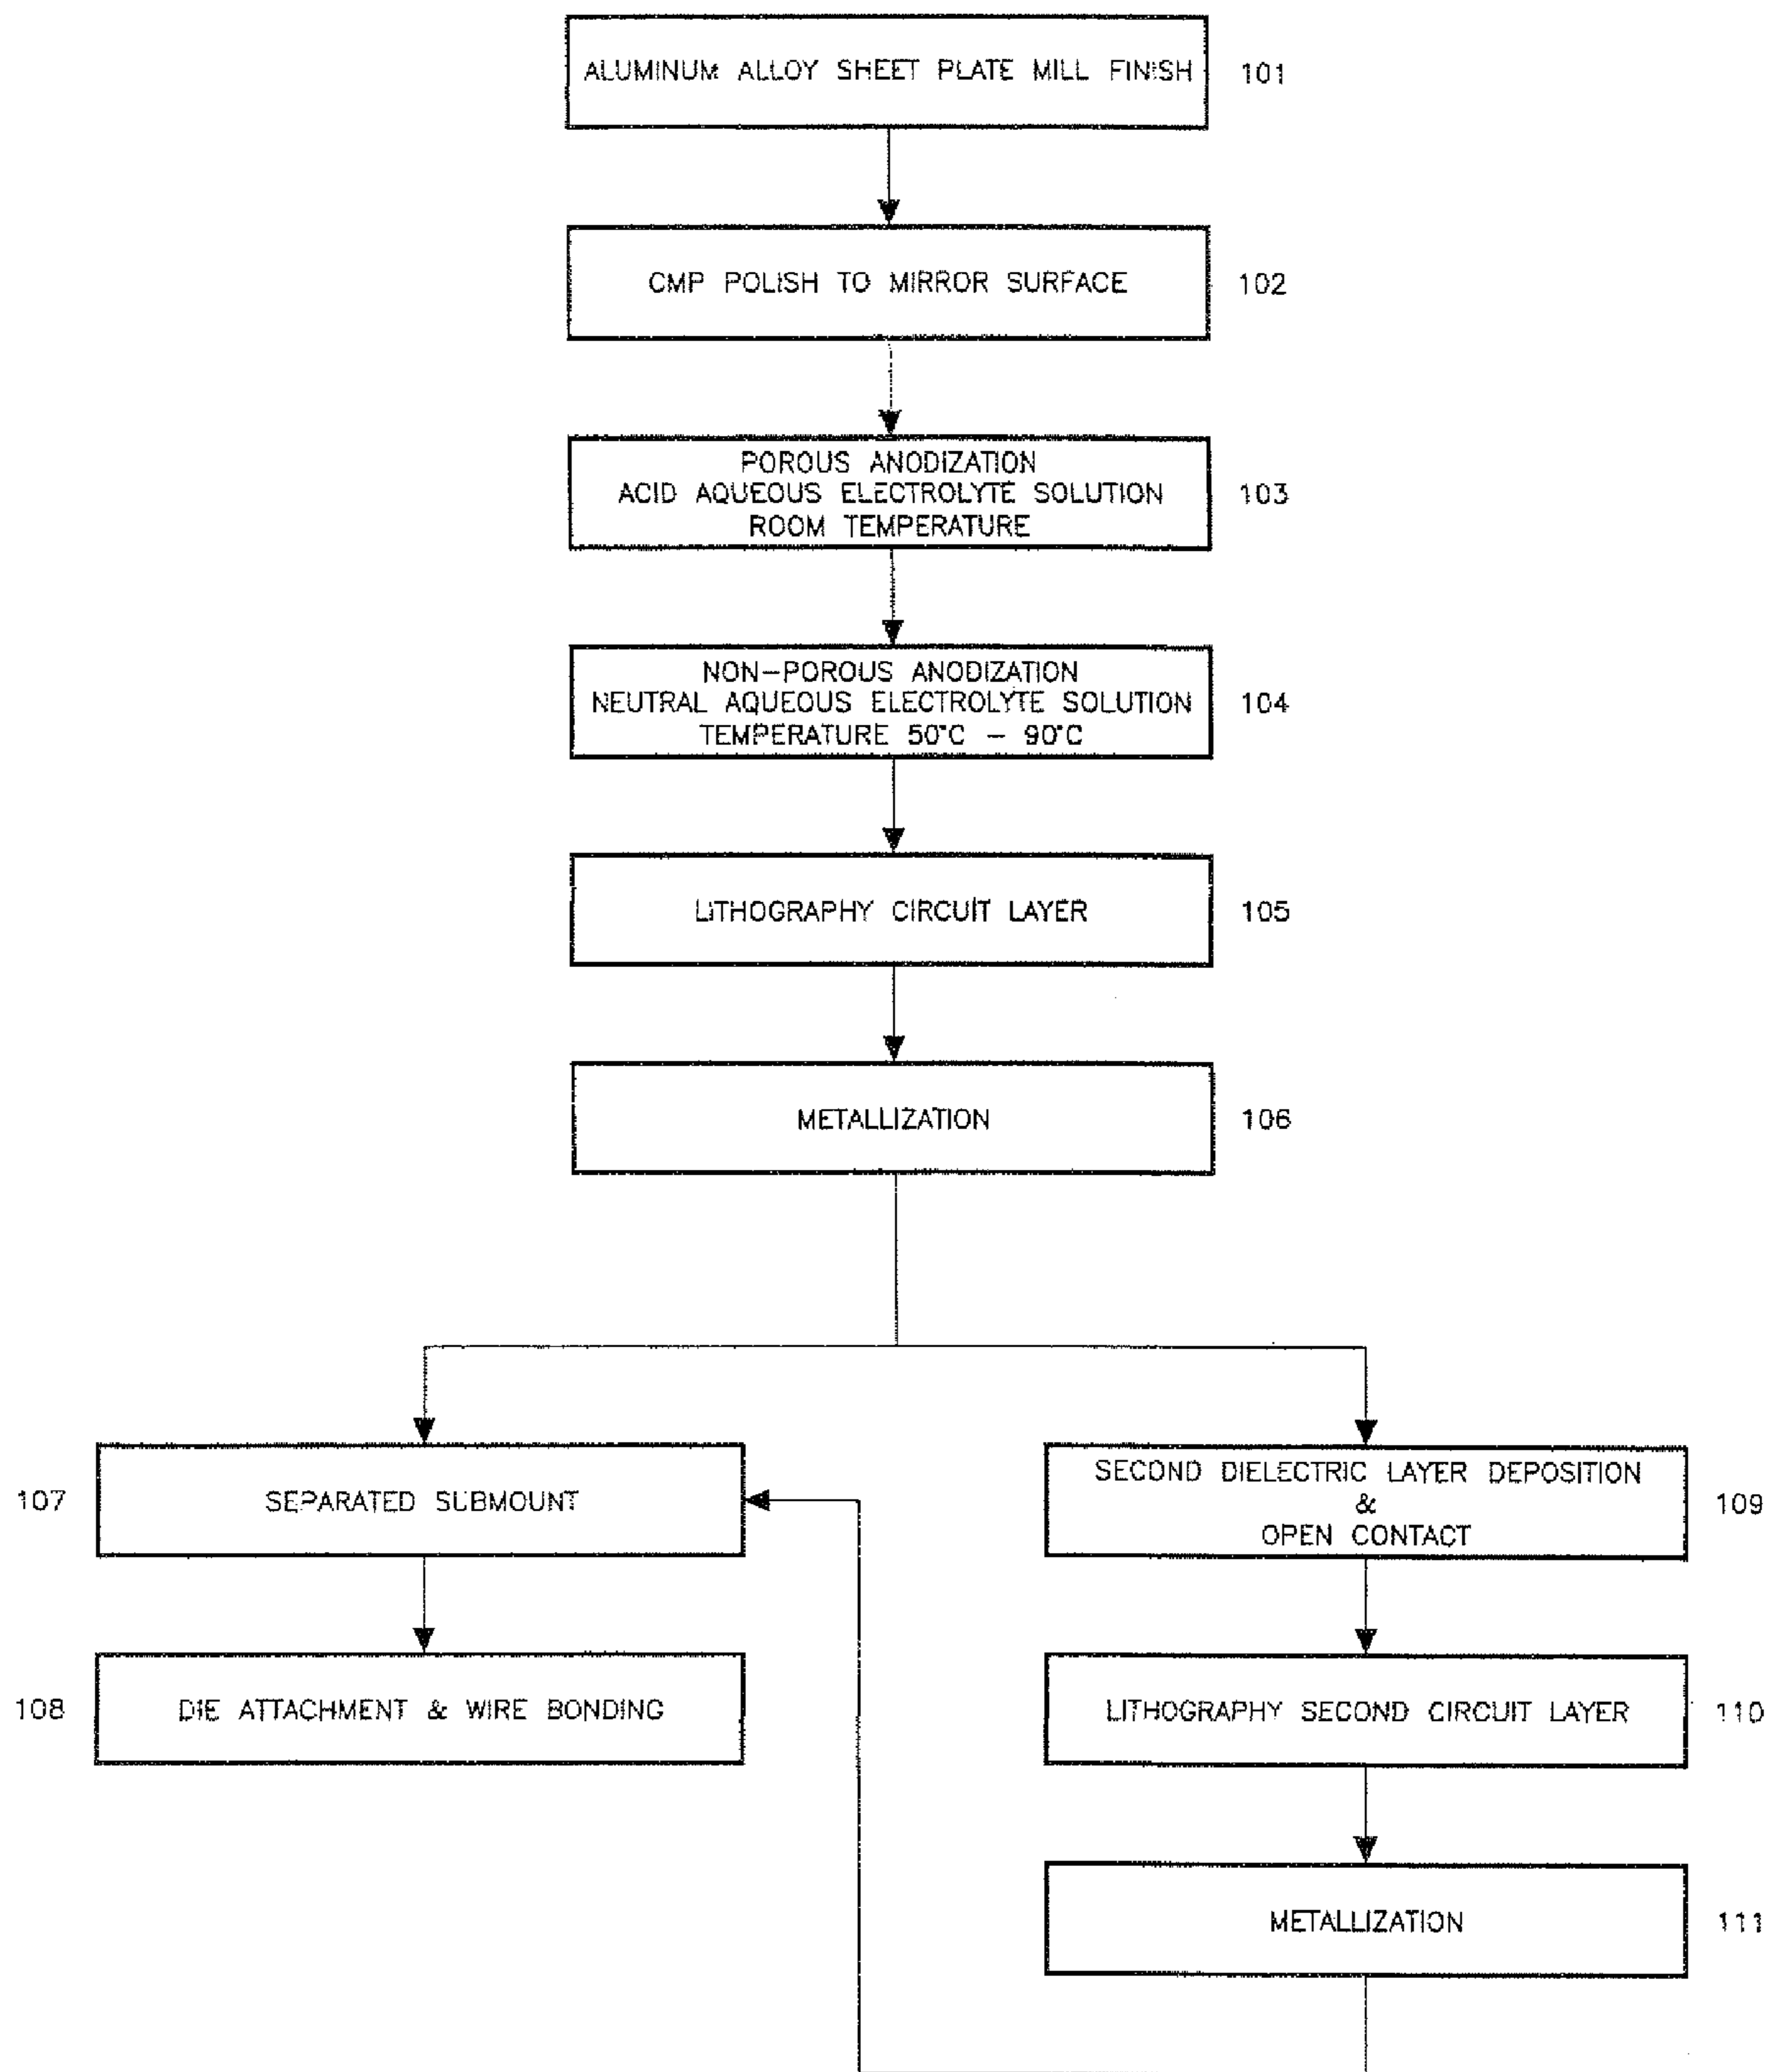 ALUMINUM ALLOY SHEET PLATE MILL FINISH 101
CMP POLISH TO MIRROR SURFACE 102
POROUS ANODIZATION
ACID AQUEOUS ELECTROLYTE SOLUTION 103
ROOM TEMPERATURE
NON-POROUS ANODIZATION
NEUTRAL AQUEOUS ELECTROLYTE SOLUTION 104
TEMPERATURE 50°C - 90°C
LITHOGRAPHY CIRCUIT LAYER 105
METALLIZATION 106
107 SEPARATED SUBMOUNT
108 DIE ATTACHMENT & WIRE BONDING
SECOND DIELECTRIC LAYER DEPOSITION
& 109
OPEN CONTACT
LITHOGRAPHY SECOND CIRCUIT LAYER 110
METALLIZATION 111